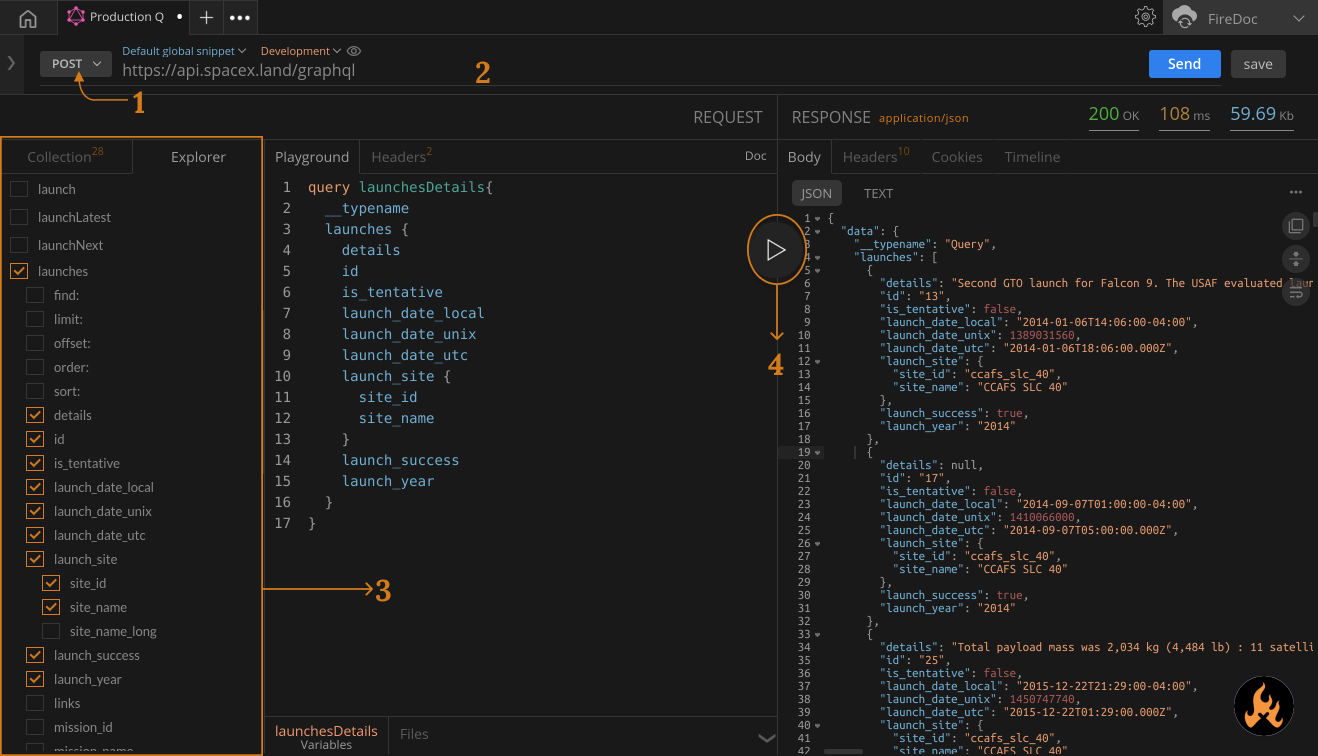 Production Q
FireDoc
Default global snippet
Development
POST
https://api.spacex.land/graphql
2
Send
save
1
REQUEST
RESPONSE application/json
200 OK
108 ms
59.69 Kb
Collection28
Explorer
launch
launchLatest
launchNext
launches
find:
limit:
offset:
order:
sort:
details
id
is_tentative
launch_date_local
launch_date_unix
launch_date_utc
launch_site
site_id
site_name
site_name_long
launch_success
launch_year
links
mission_id
mission_name
3
Playground
Headers2
Doc
1 query launchesDetails{
2 __typename
3 launches {
4 details
5 id
6 is_tentative
7 launch_date_local
8 launch_date_unix
9 launch_date_utc
10 launch_site {
11 site_id
12 site_name
13 }
14 launch_success
15 launch_year
16 }
17 }
launchesDetails
Variables
Files
4
Body
Headers10
Cookies
Timeline
JSON
TEXT
1 {
2 "data": {
3 "__typename": "Query",
4 "launches": [
5 {
6 "details": "Second GTO launch for Falcon 9. The USAF evaluated laun
7 "id": "13",
8 "is_tentative": false,
9 "launch_date_local": "2014-01-06T14:06:00-04:00",
10 "launch_date_unix": 1389031560,
11 "launch_date_utc": "2014-01-06T18:06:00.000Z",
12 "launch_site": {
13 "site_id": "ccafs_slc_40",
14 "site_name": "CCAFS SLC 40"
15 },
16 "launch_success": true,
17 "launch_year": "2014"
18 },
19 {
20 "details": null,
21 "id": "17",
22 "is_tentative": false,
23 "launch_date_local": "2014-09-07T01:00:00-04:00",
24 "launch_date_unix": 1410066000,
25 "launch_date_utc": "2014-09-07T05:00:00.000Z",
26 "launch_site": {
27 "site_id": "ccafs_slc_40",
28 "site_name": "CCAFS SLC 40"
29 },
30 "launch_success": true,
31 "launch_year": "2014"
32 },
33 {
34 "details": "Total payload mass was 2,034 kg (4,484 lb) : 11 satelli
35 "id": "25",
36 "is_tentative": false,
37 "launch_date_local": "2015-12-22T21:29:00-04:00",
38 "launch_date_unix": 1450747740,
39 "launch_date_utc": "2015-12-22T01:29:00.000Z",
40 "launch_site": {
41 "site_id": "ccafs_slc_40",
42 "site_name": "CCAFS SLC 40"